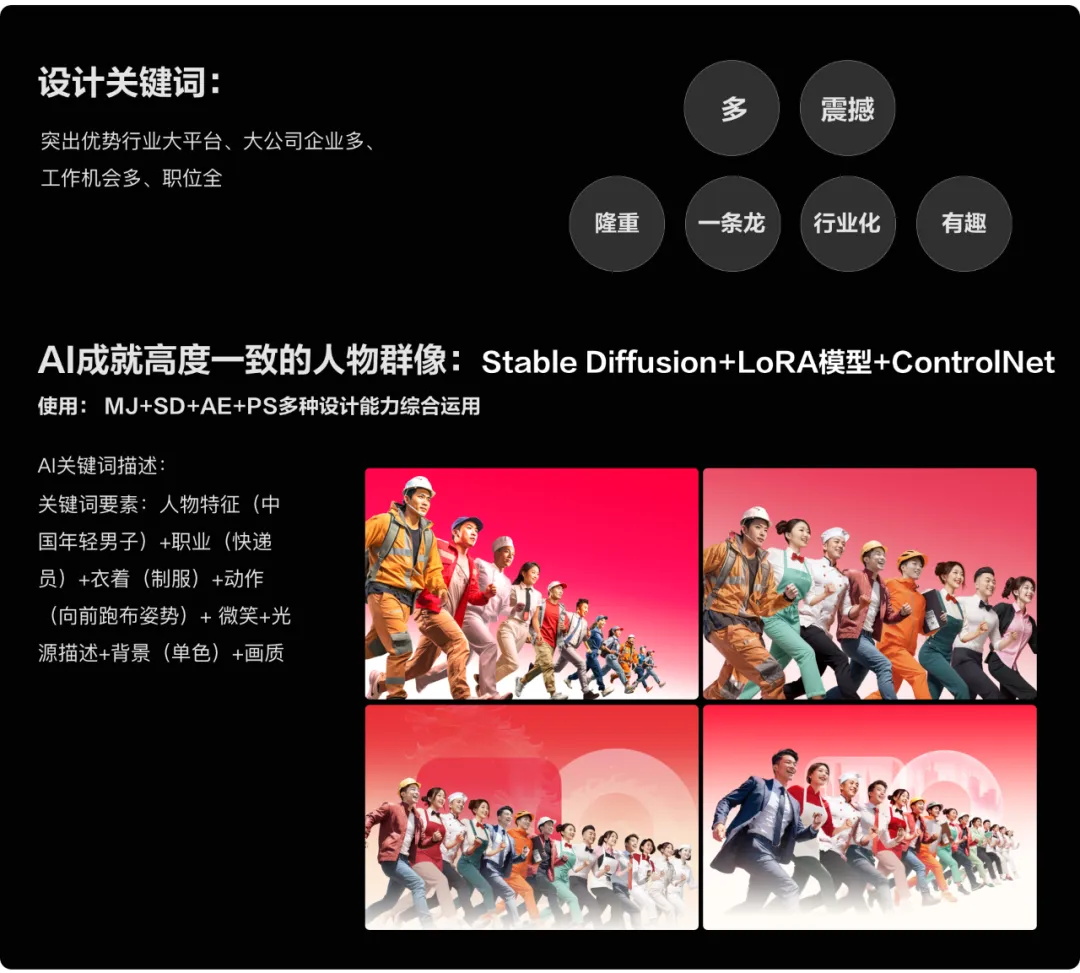 设计关键词：
突出优势行业大平台、大公司企业多、
工作机会多、职位全
多
震撼
隆重
一条龙
行业化
有趣
AI成就高度一致的人物群像：Stable Diffusion+LoRA模型+ControlNet
使用： MJ+SD+AE+PS多种设计能力综合运用
AI关键词描述：
关键词要素：人物特征（中
国年轻男子）+职业（快递
员）+衣着（制服）+动作
（向前跑布姿势）+ 微笑+光
源描述+背景（单色）+画质